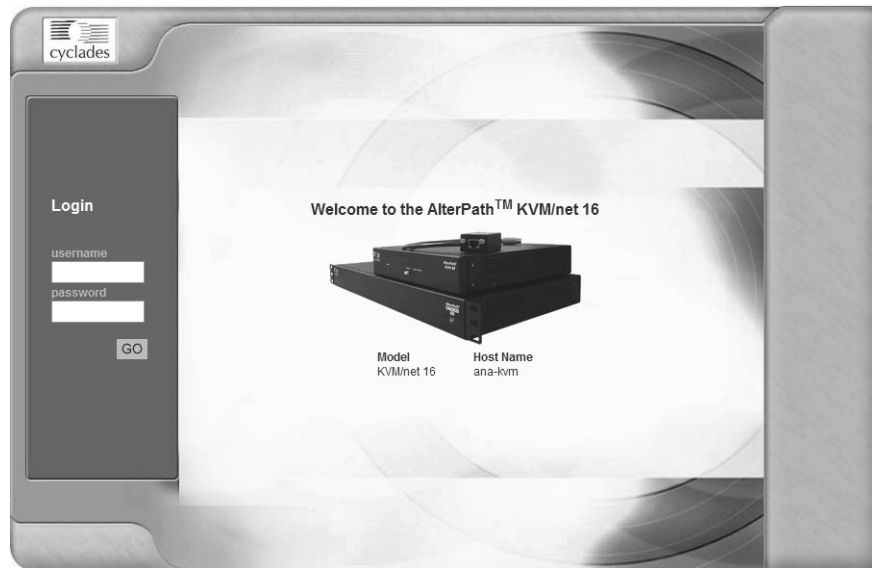 cyclades
Login
username
password
GO
Welcome to the AlterPath™ KVM/net 16
AlterPath
Model Host Name
KVM/net 16 ana-kvm